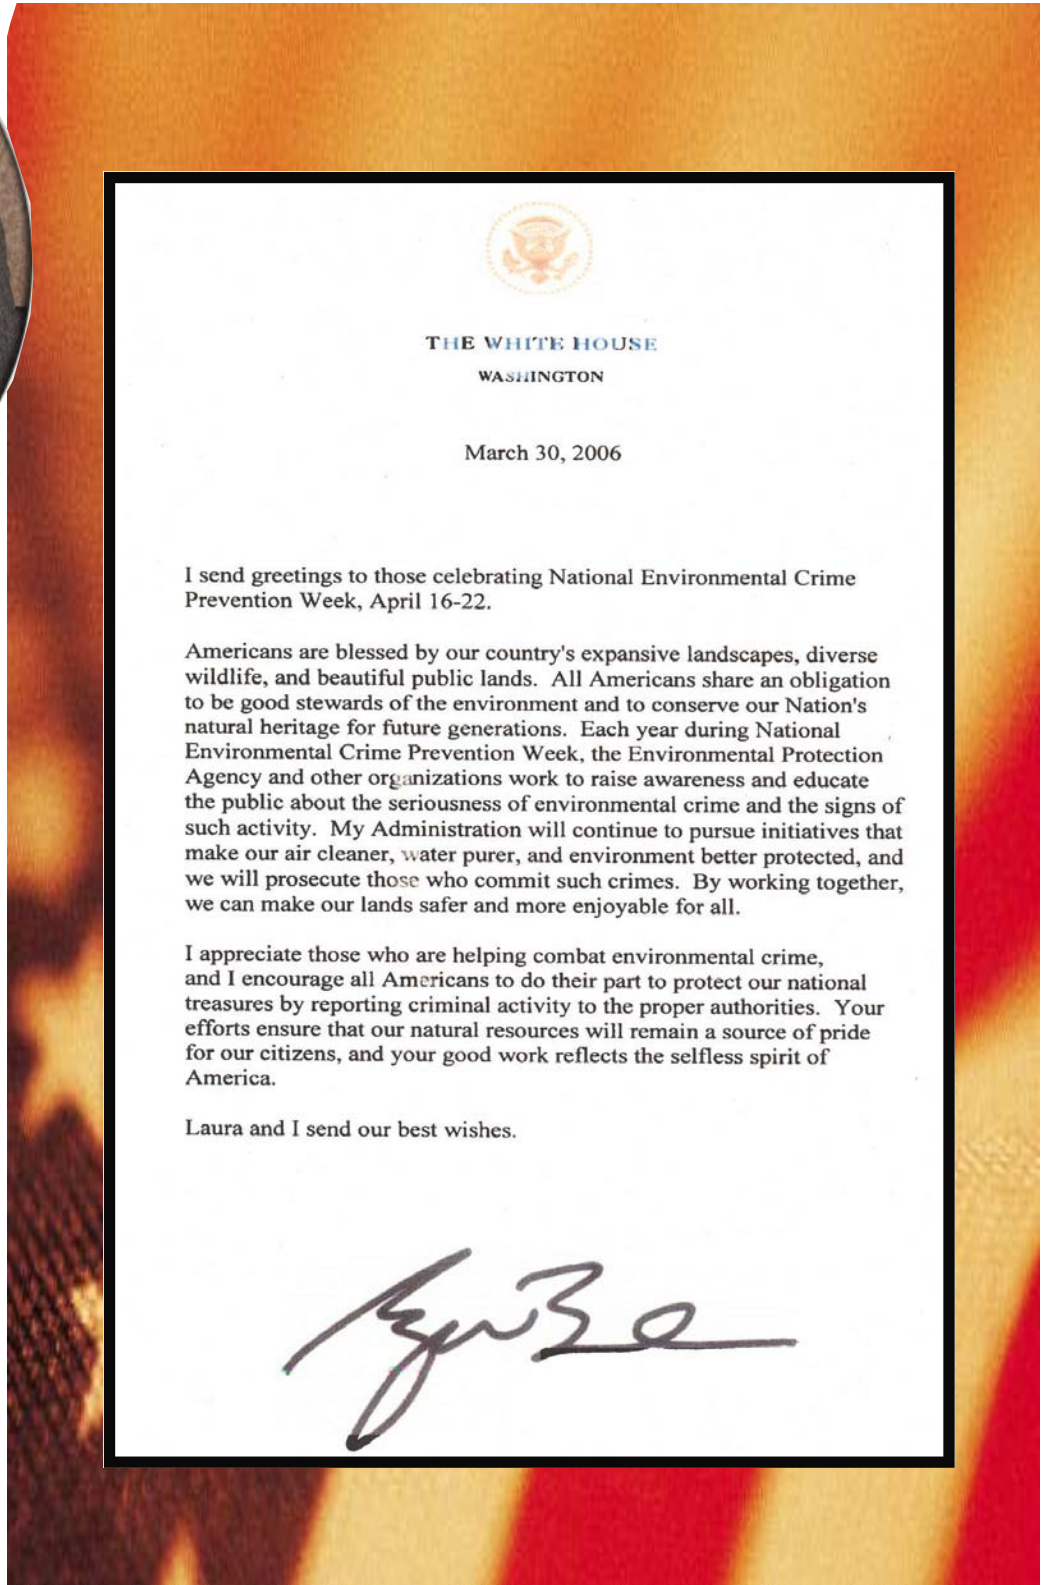 THE WHITE HOUSE
WASHINGTON
March 30, 2006
I send greetings to those celebrating National Environmental Crime
Prevention Week, April 16-22.
Americans are blessed by our country's expansive landscapes, diverse
wildlife, and beautiful public lands.  All Americans share an obligation
to be good stewards of the environment and to conserve our Nation's
natural heritage for future generations.  Each year during National
Environmental Crime Prevention Week, the Environmental Protection
Agency and other organizations work to raise awareness and educate
the public about the seriousness of environmental crime and the signs of
such activity.  My Administration will continue to pursue initiatives that
make our air cleaner, water purer, and environment better protected, and
we will prosecute those who commit such crimes.  By working together,
we can make our lands safer and more enjoyable for all.
I appreciate those who are helping combat environmental crime,
and I encourage all Americans to do their part to protect our national
treasures by reporting criminal activity to the proper authorities.  Your
efforts ensure that our natural resources will remain a source of pride
for our citizens, and your good work reflects the selfless spirit of
America.
Laura and I send our best wishes.